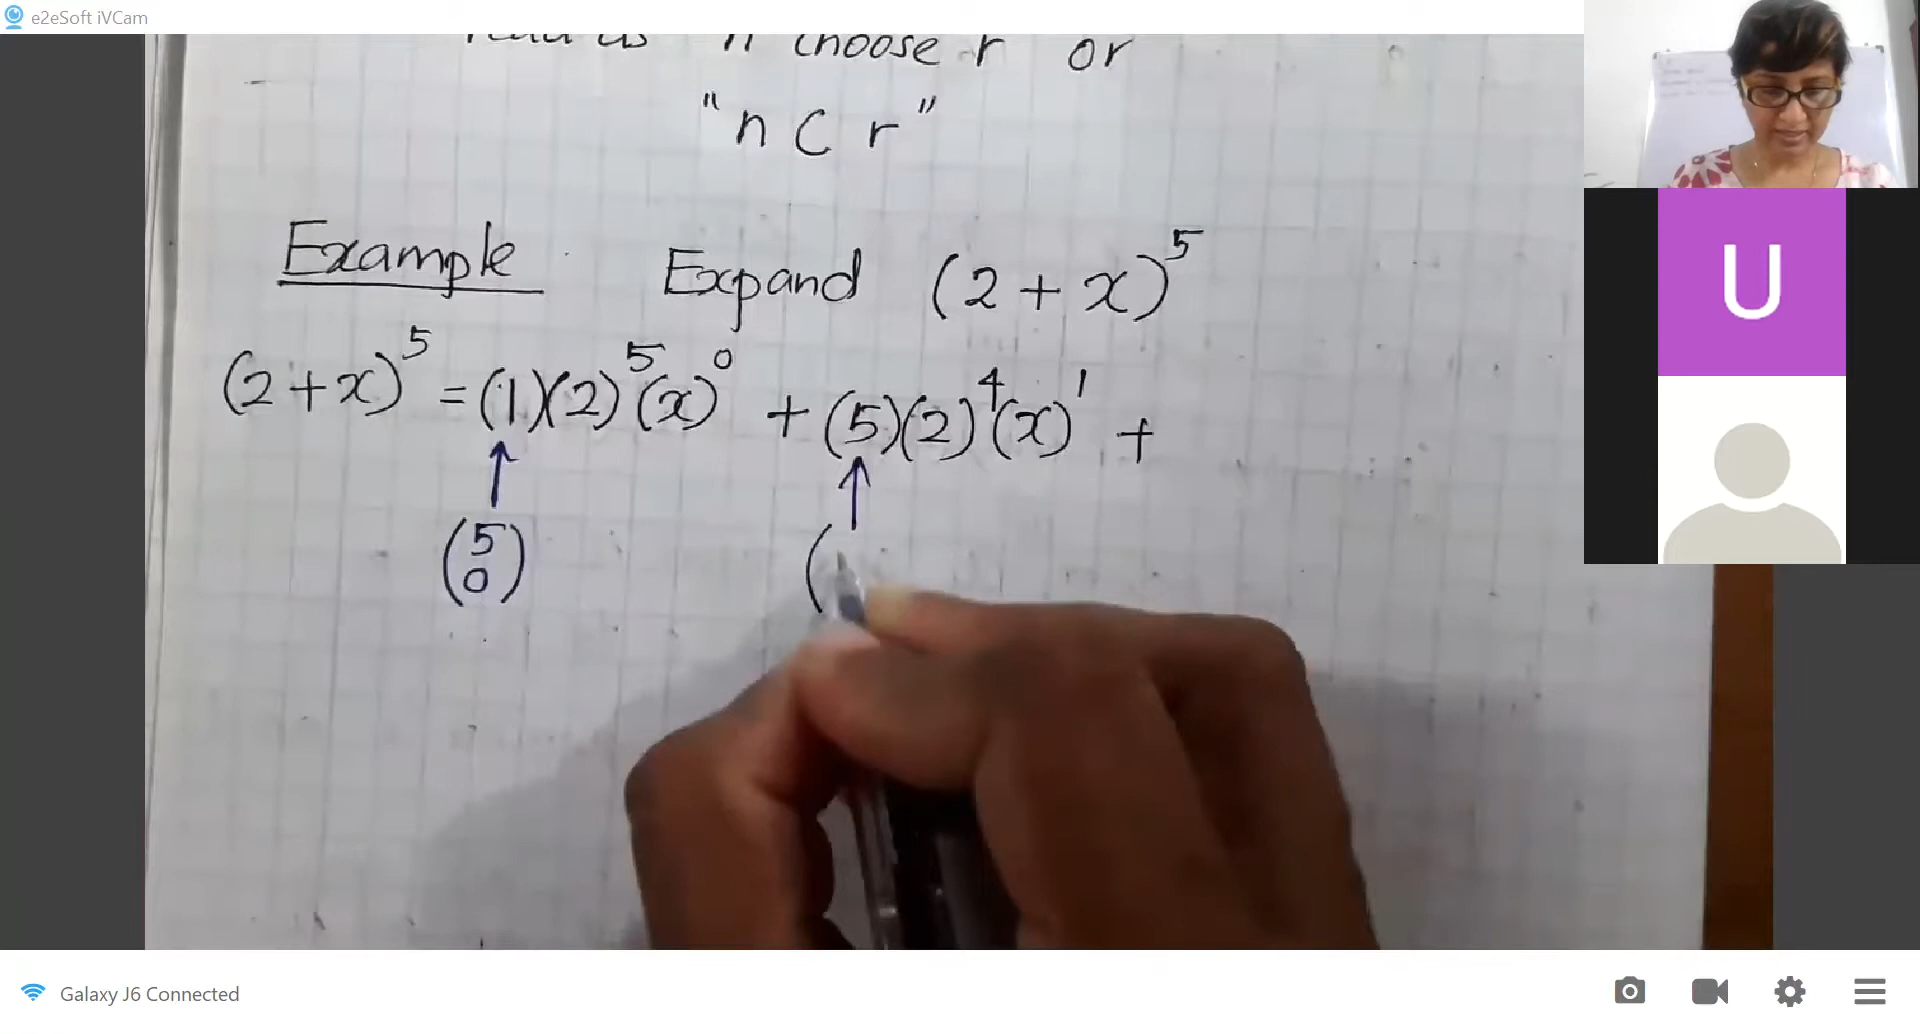 e2eSoft iVCam
"n choose r or
"n C r"
Example Expand (2 + x)⁵
(2 + x)⁵ = (1)(2)⁵(x)⁰ + (5)(2)⁴(x)¹ +
↑ ↑
(5 0) (
U
Galaxy J6 Connected